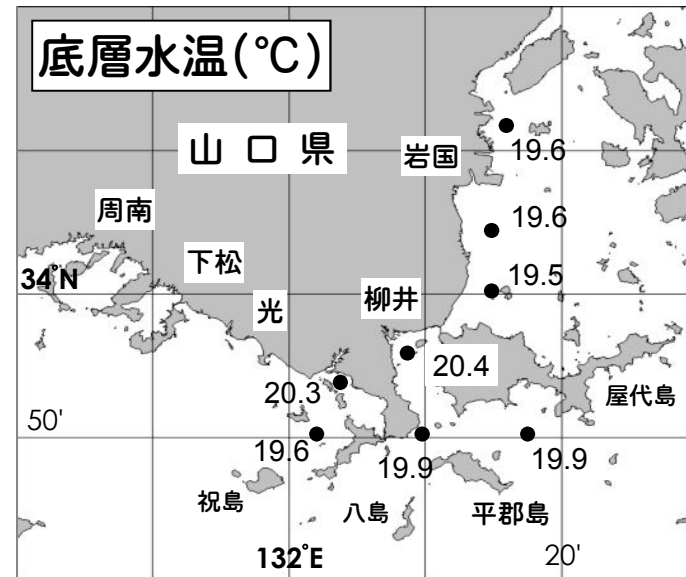 底層水温(℃)
山口県
岩国
19.6
周南
19.6
下松
34°N
19.5
光
柳井
20.4
20.3
屋代島
50'
19.6
19.9
19.9
祝島
八島
平郡島
132°E
20'